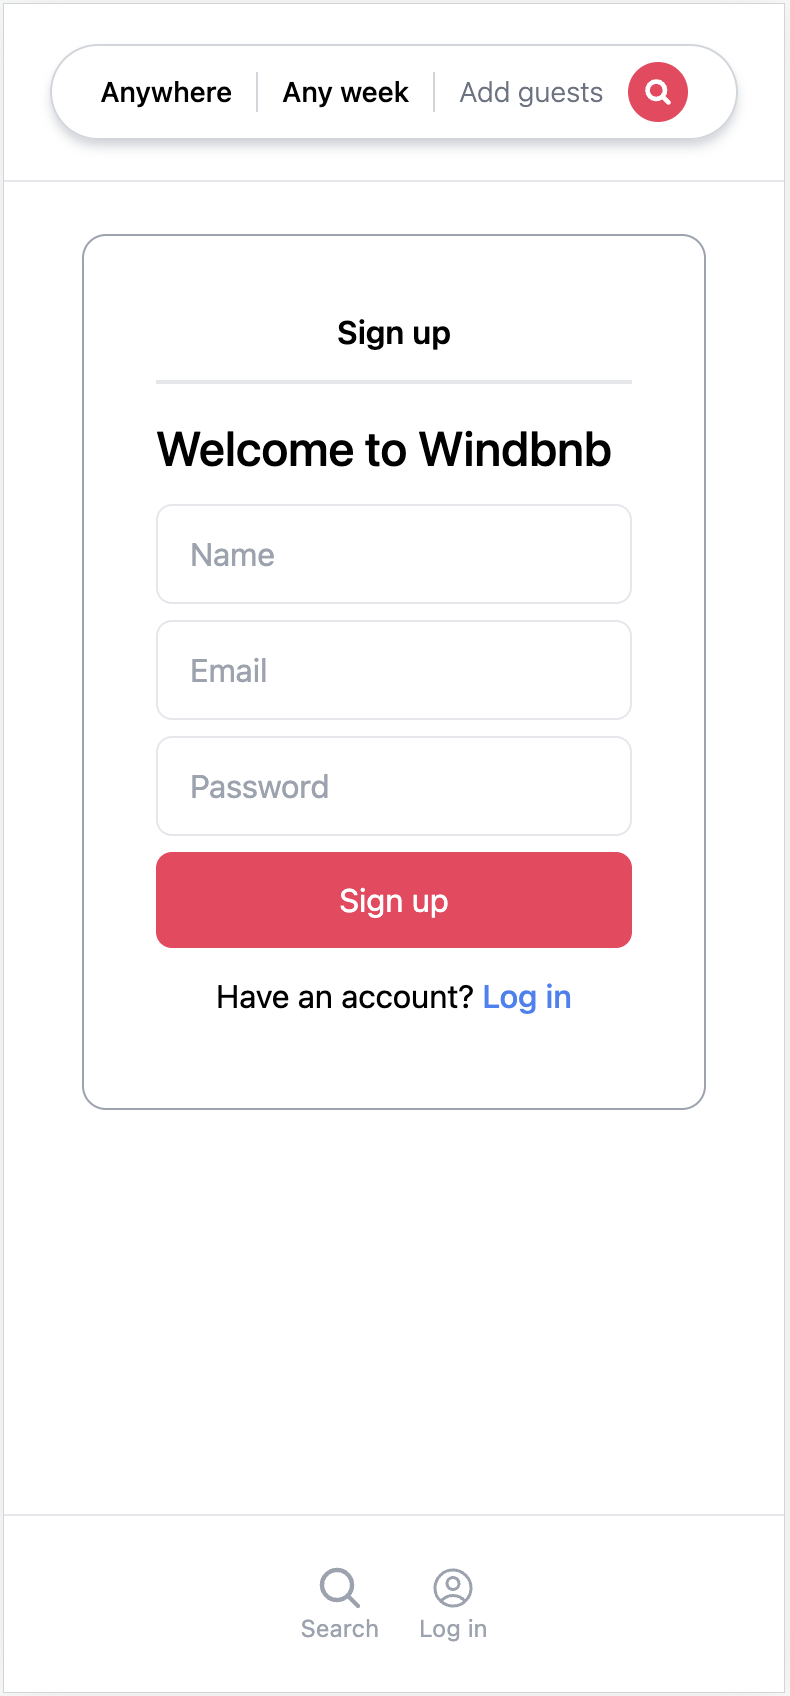 Anywhere Any week Add guests
Sign up
Welcome to Windbnb
Name
Email
Password
Sign up
Have an account? Log in
Search Log in